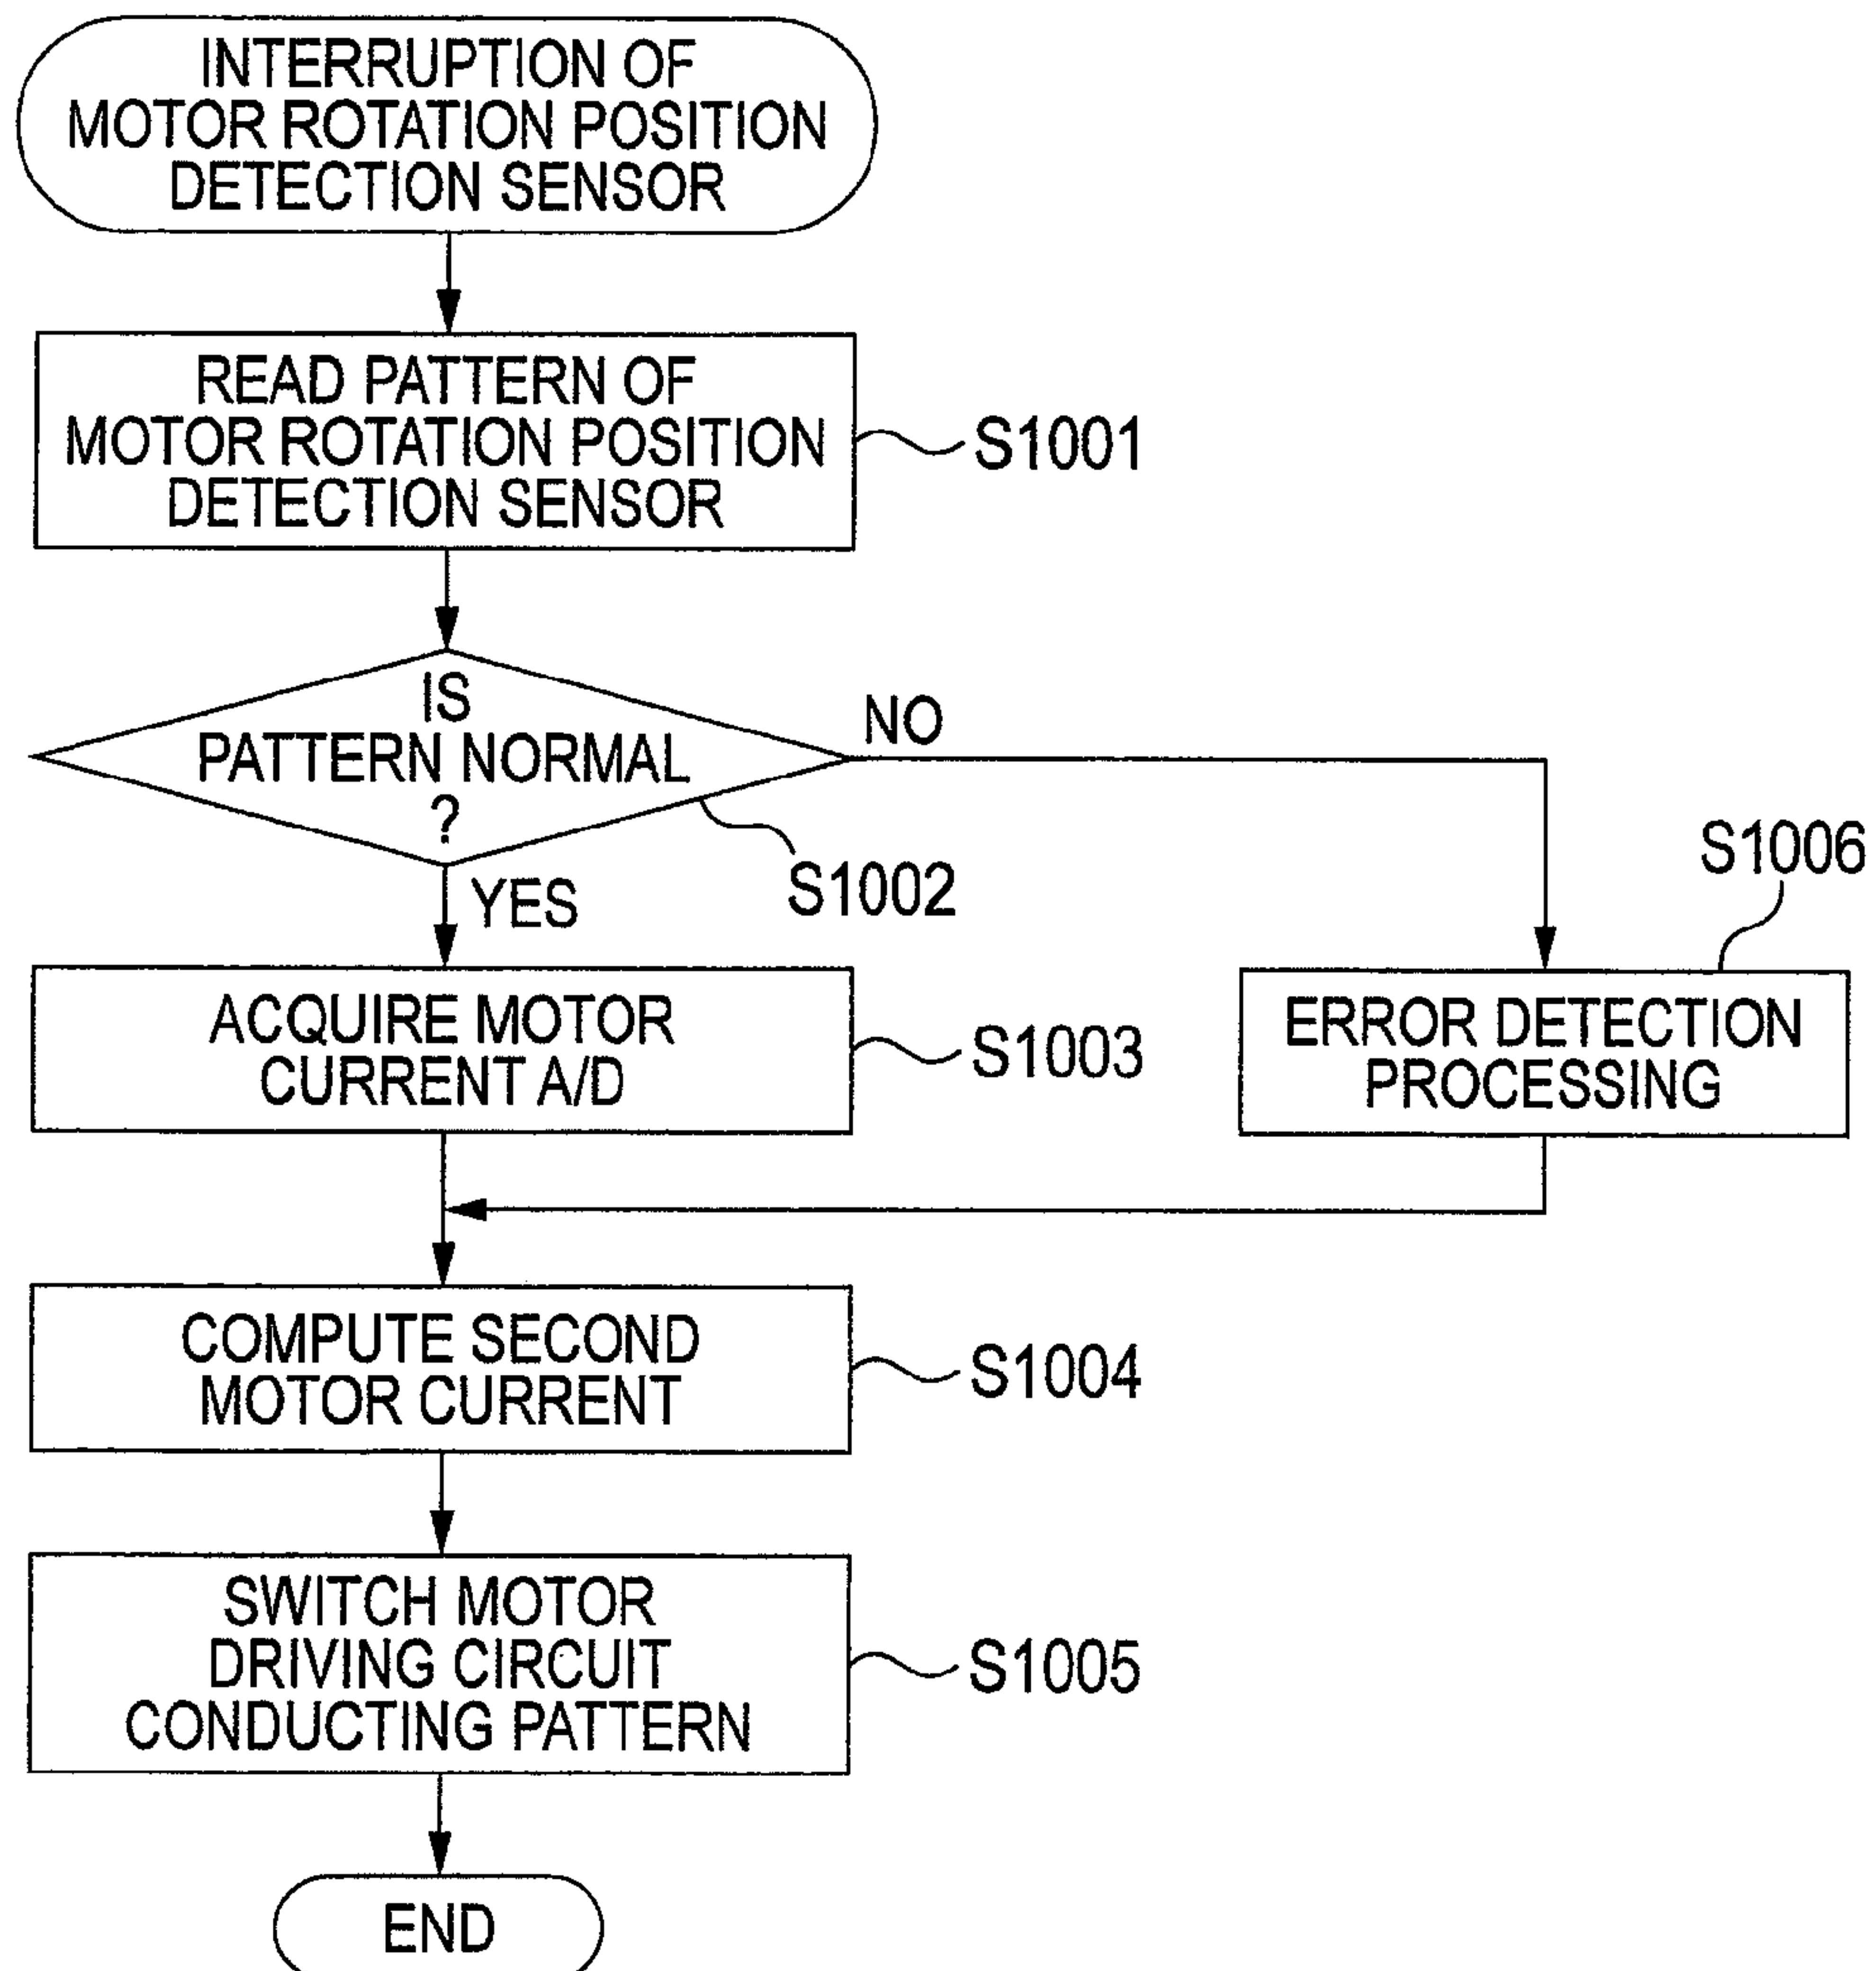 INTERRUPTION OF
MOTOR ROTATION POSITION
DETECTION SENSOR
READ PATTERN OF
MOTOR ROTATION POSITION
DETECTION SENSOR
S1001
IS
PATTERN NORMAL
?
NO
S1002
YES
S1006
ACQUIRE MOTOR
CURRENT A/D
S1003
ERROR DETECTION
PROCESSING
COMPUTE SECOND
MOTOR CURRENT
S1004
SWITCH MOTOR
DRIVING CIRCUIT
CONDUCTING PATTERN
S1005
END